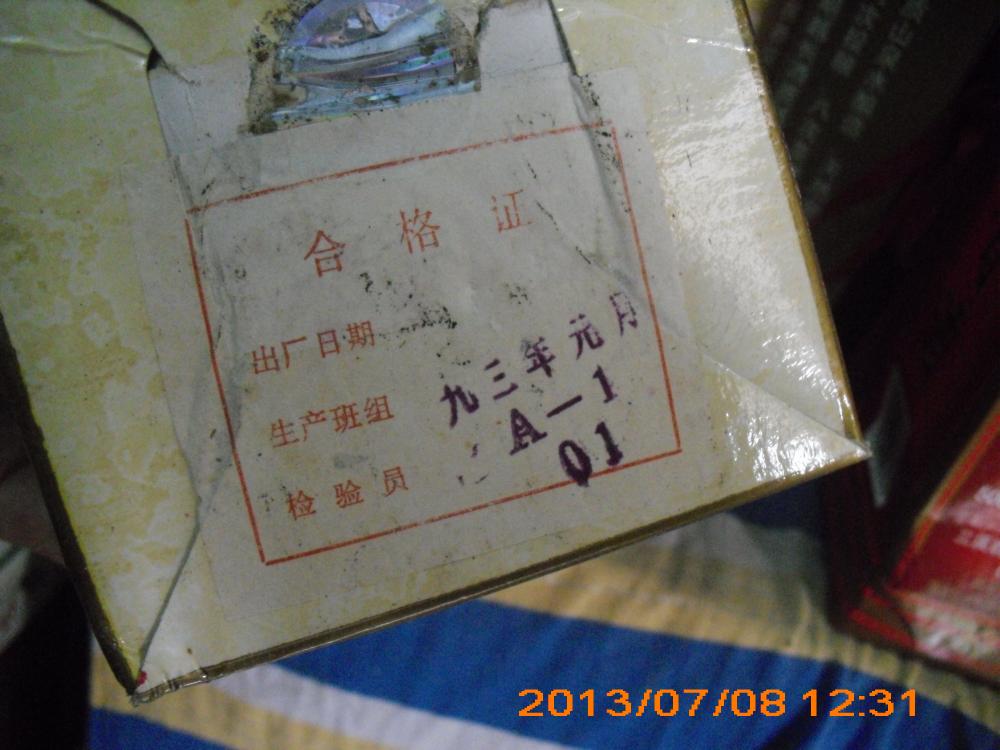 合格证
出厂日期 九三年元月
生产班组 A-1
检验员 01
2013/07/08 12:31